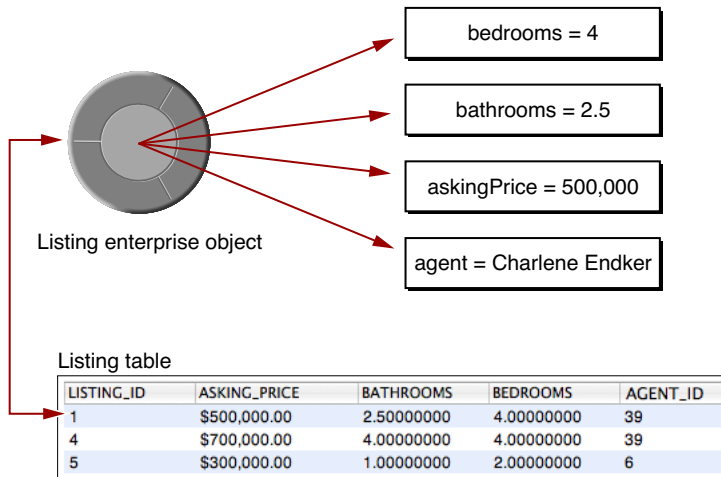 bedrooms = 4
bathrooms = 2.5
askingPrice = 500,000
agent = Charlene Endker
Listing enterprise object
Listing table
LISTING_ID ASKING_PRICE BATHROOMS BEDROOMS AGENT_ID
1 $500,000.00 2.50000000 4.00000000 39
4 $700,000.00 4.00000000 4.00000000 39
5 $300,000.00 1.00000000 2.00000000 6